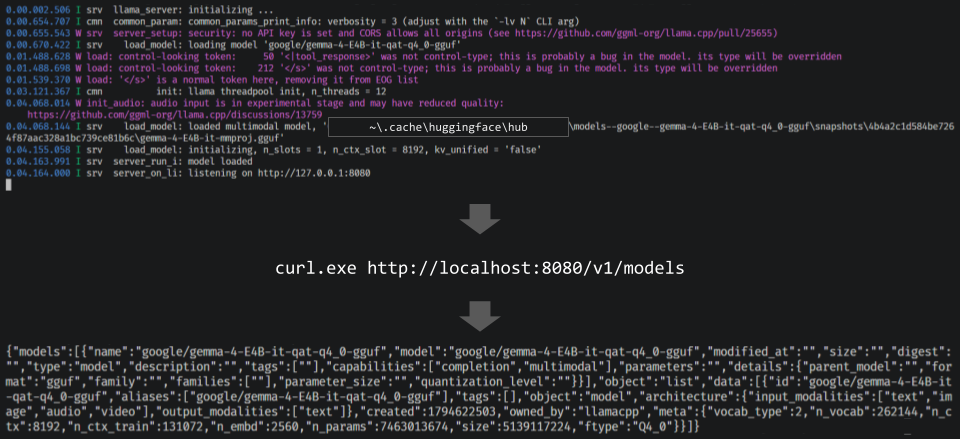 0.00.002.506 I srv  llama_server: initializing ...
0.00.654.707 I cmn  common_param: common_params_print_info: verbosity = 3 (adjust with the `-lv N` CLI arg)
0.00.655.543 W srv  server_setup: security: no API key is set and CORS allows all origins (see https://github.com/ggml-org/llama.cpp/pull/25655)
0.00.670.422 I srv    load_model: loading model 'google/gemma-4-E4B-it-qat-q4_0-gguf'
0.01.488.628 W load: control-looking token:     50 '<|tool_response>' was not control-type; this is probably a bug in the model. its type will be overridden
0.01.488.698 W load: control-looking token:    212 '</s>' was not control-type; this is probably a bug in the model. its type will be overridden
0.01.539.370 W load: '</s>' is a normal token here, removing it from EOG list
0.03.121.367 I cmn          init: llama threadpool init, n_threads = 12
0.04.068.014 W init_audio: audio input is in experimental stage and may have reduced quality:
    https://github.com/ggml-org/llama.cpp/discussions/13759
0.04.068.144 I srv    load_model: loaded multimodal model, '~\.cache\huggingface\hub\models--google--gemma-4-E4B-it-qat-q4_0-gguf\snapshots\4b4a2c1d584be726
4f87aac328a1bc739ce81b6c\gemma-4-E4B-it-mmproj.gguf'
0.04.155.058 I srv    load_model: initializing, n_slots = 1, n_ctx_slot = 8192, kv_unified = 'false'
0.04.163.991 I srv  server_run_i: model loaded
0.04.164.000 I srv  server_on_li: listening on http://127.0.0.1:8080
curl.exe http://localhost:8080/v1/models
{"models":[{"name":"google/gemma-4-E4B-it-qat-q4_0-gguf","model":"google/gemma-4-E4B-it-qat-q4_0-gguf","modified_at":"","size":"","digest":
"","type":"model","description":"","tags":[""],"capabilities":["completion","multimodal"],"parameters":"","details":{"parent_model":"","for
mat":"gguf","family":"","families":[""],"parameter_size":"","quantization_level":""}}],"object":"list","data":[{"id":"google/gemma-4-E4B-it
-qat-q4_0-gguf","aliases":["google/gemma-4-E4B-it-qat-q4_0-gguf"],"tags":[],"object":"model","architecture":{"input_modalities":["text","im
age","audio","video"],"output_modalities":["text"]},"created":1794622503,"owned_by":"llamacpp","meta":{"vocab_type":2,"n_vocab":262144,"n_c
tx":8192,"n_ctx_train":131072,"n_embd":2560,"n_params":7463013674,"size":5139117224,"ftype":"Q4_0"}}]}